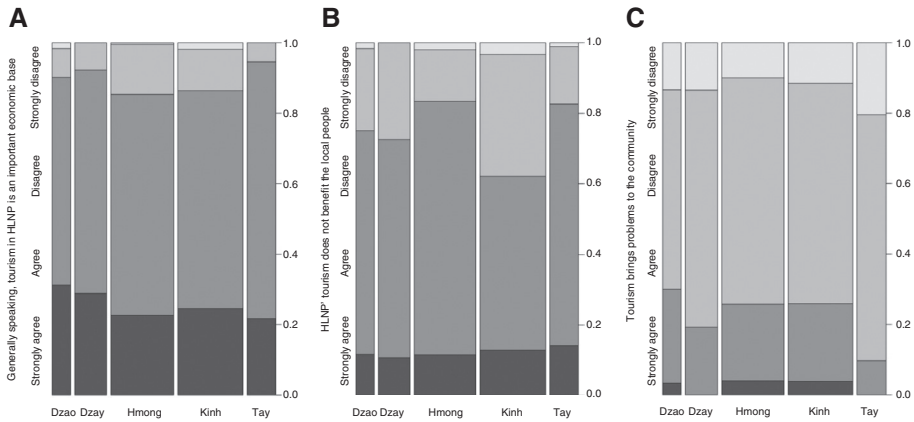 A
Generally speaking, tourism in HLNP is an important economic base
Strongly agree Agree Disagree Strongly disagree
1.0
0.8
0.6
0.4
0.2
0.0
Dzao Dzay Hmong Kinh Tay
B
HLNP' tourism does not benefit the local people
Strongly agree Agree Disagree Strongly disagree
1.0
0.8
0.6
0.4
0.2
0.0
Dzao Dzay Hmong Kinh Tay
C
Tourism brings problems to the community
Strongly agree Agree Disagree Strongly disagree
1.0
0.8
0.6
0.4
0.2
0.0
Dzao Dzay Hmong Kinh Tay